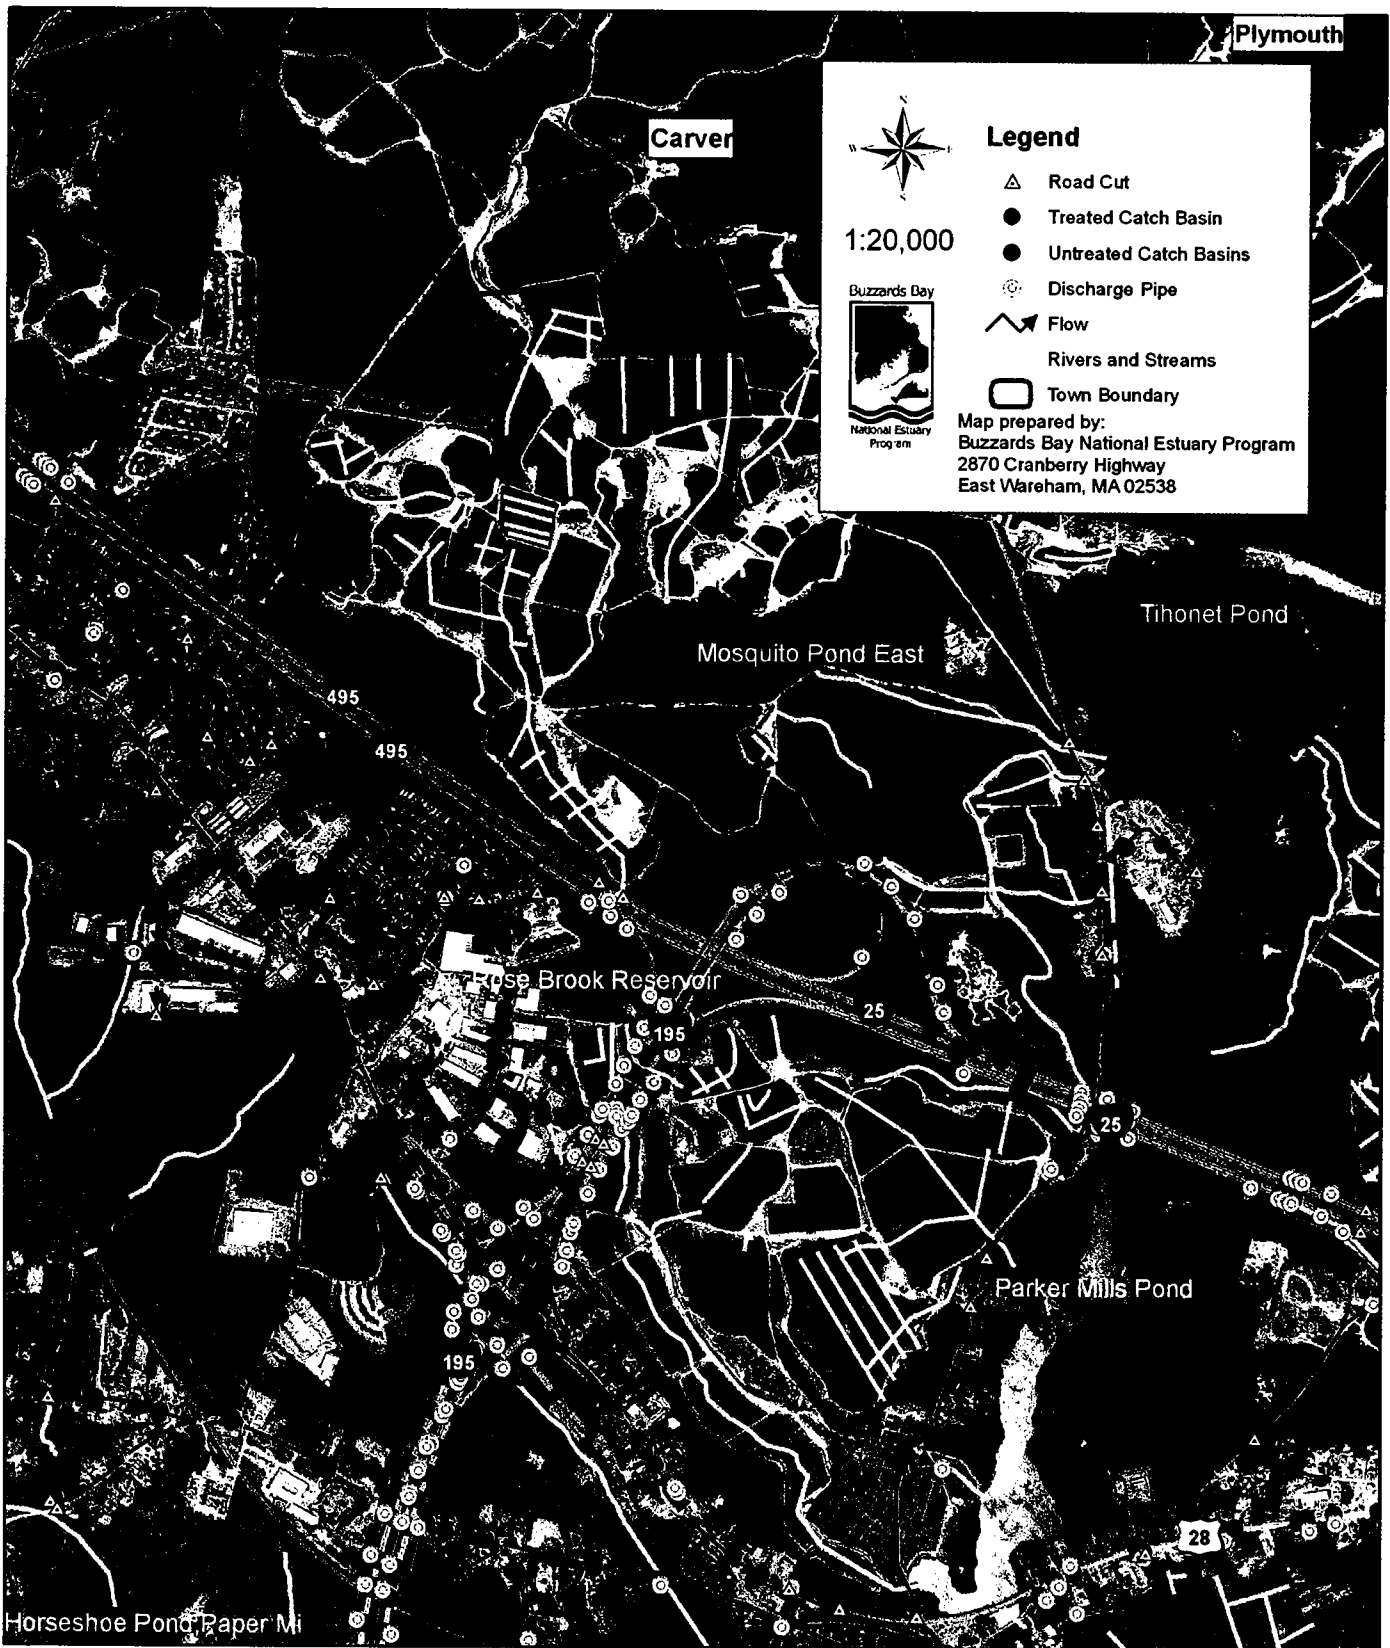 Plymouth
Carver
N
Legend
Road Cut
Treated Catch Basin
1:20,000
Untreated Catch Basins
Buzzards Bay
Discharge Pipe
Flow
Rivers and Streams
Town Boundary
National Estuary
Program
Map prepared by:
Buzzards Bay National Estuary Program
2870 Cranberry Highway
East Wareham, MA 02538
Tihonet Pond
Mosquito Pond East
495
495
Rose Brook Reservoir
25
195
25
Parker Mills Pond
195
28
Horseshoe Pond,Paper Mi